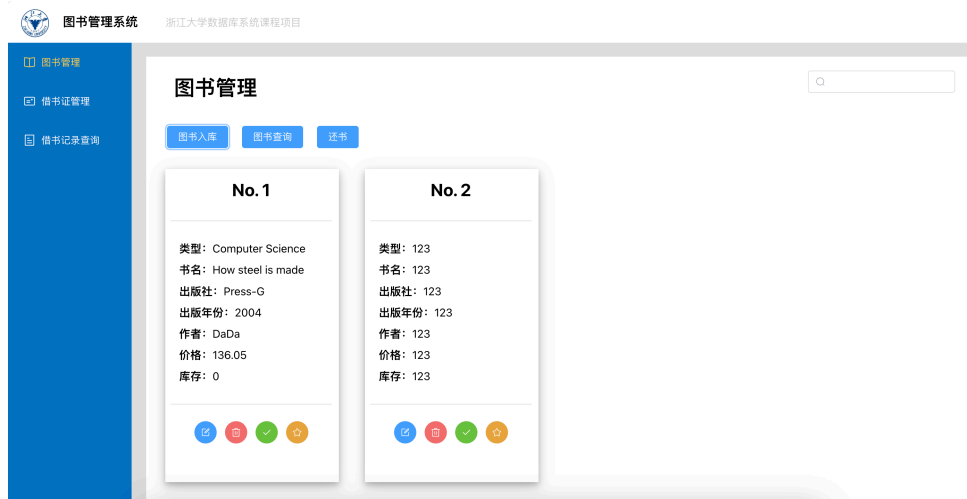 图书管理系统 浙江大学数据库系统课程项目
图书管理
借书证管理
借书记录查询
图书管理
图书入库 图书查询 还书
No. 1
类型：Computer Science
书名：How steel is made
出版社：Press-G
出版年份：2004
作者：DaDa
价格：136.05
库存：0
No. 2
类型：123
书名：123
出版社：123
出版年份：123
作者：123
价格：123
库存：123